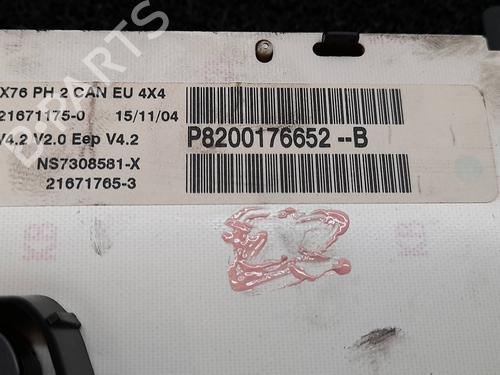 X76 PH 2 CAN EU 4X4
21671175-0 15/11/04
V4.2 V2.0 Eep V4.2
P8200176652 --B
NS7308581-X
21671765-3
B-PARTS